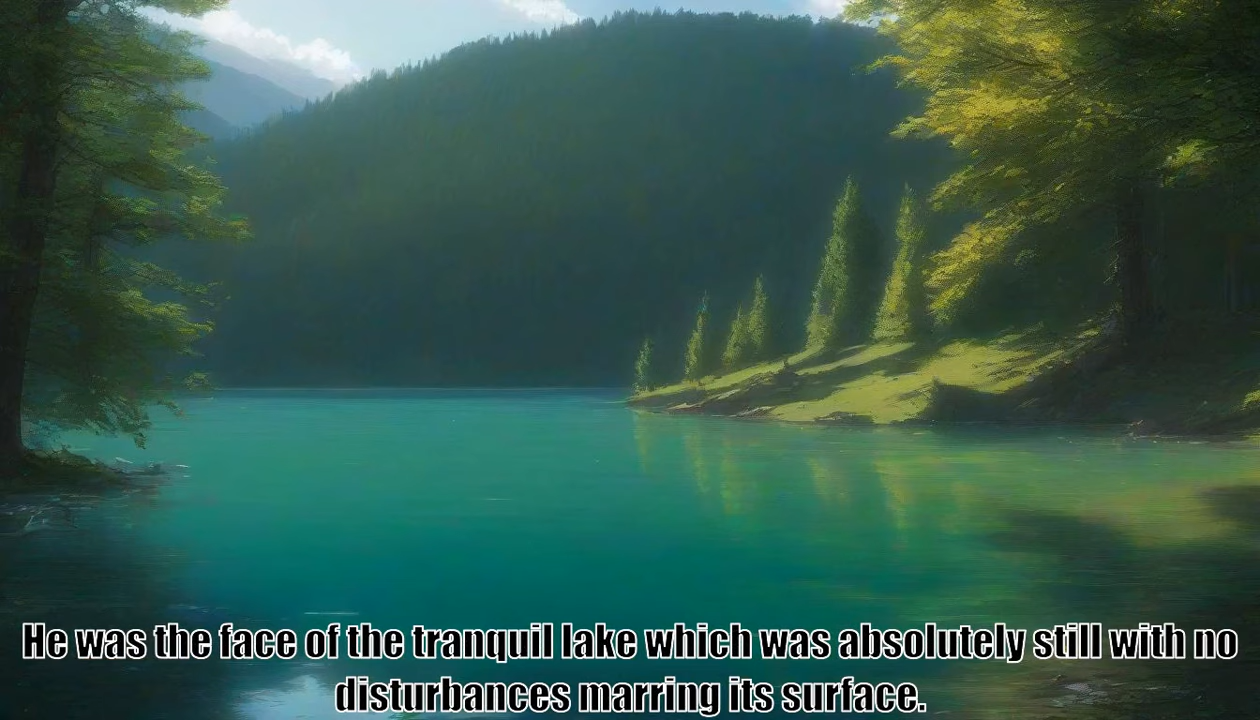 He was the face of the tranquil lake which was absolutely still with no
disturbances marring its surface.